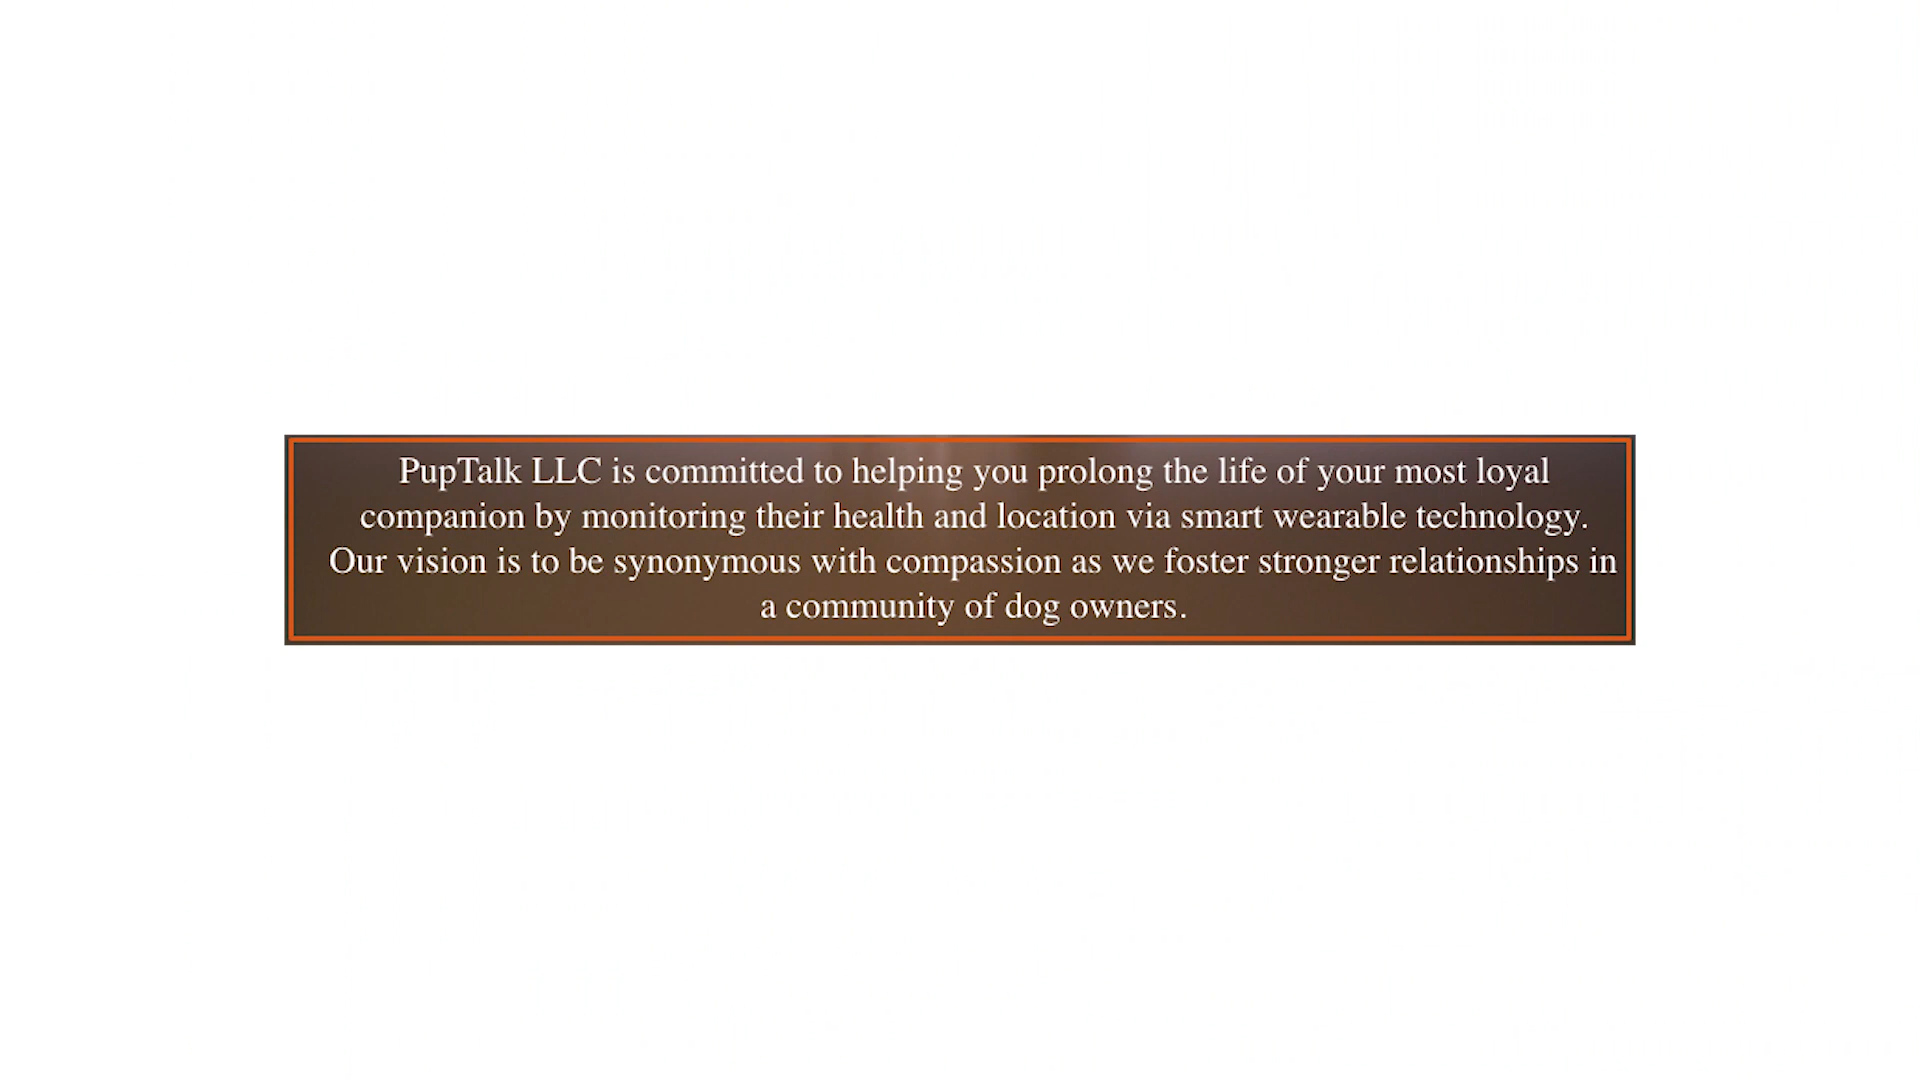 PupTalk LLC is committed to helping you prolong the life of your most loyal
companion by monitoring their health and location via smart wearable technology.
Our vision is to be synonymous with compassion as we foster stronger relationships in
a community of dog owners.